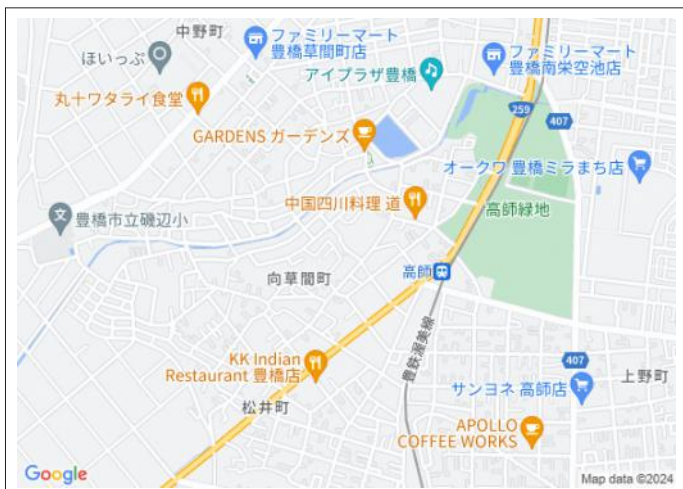 中野町
ファミリーマート
豊橋草間町店
ほいっぷ
アイプラザ豊橋
ファミリーマート
豊橋南栄空池店
丸十ワタライ食堂
259
407
GARDENS ガーデンズ
オークワ 豊橋ミラまち店
中国四川料理 道
高師緑地
豊橋市立磯辺小
向草間町
高師
豊鉄渥美線
KK Indian
Restaurant 豊橋店
407
上野町
サンヨネ 高師店
松井町
APOLLO
COFFEE WORKS
Google
Map data ©2024